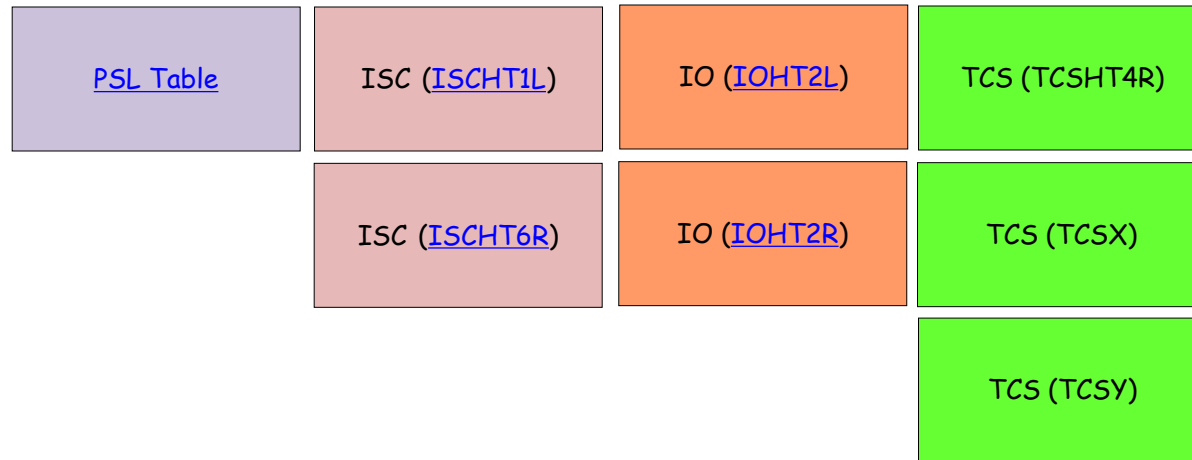 PSL Table
ISC (ISCHT1L)
IO (IOHT2L)
TCS (TCSHT4R)
ISC (ISCHT6R)
IO (IOHT2R)
TCS (TCSX)
TCS (TCSY)